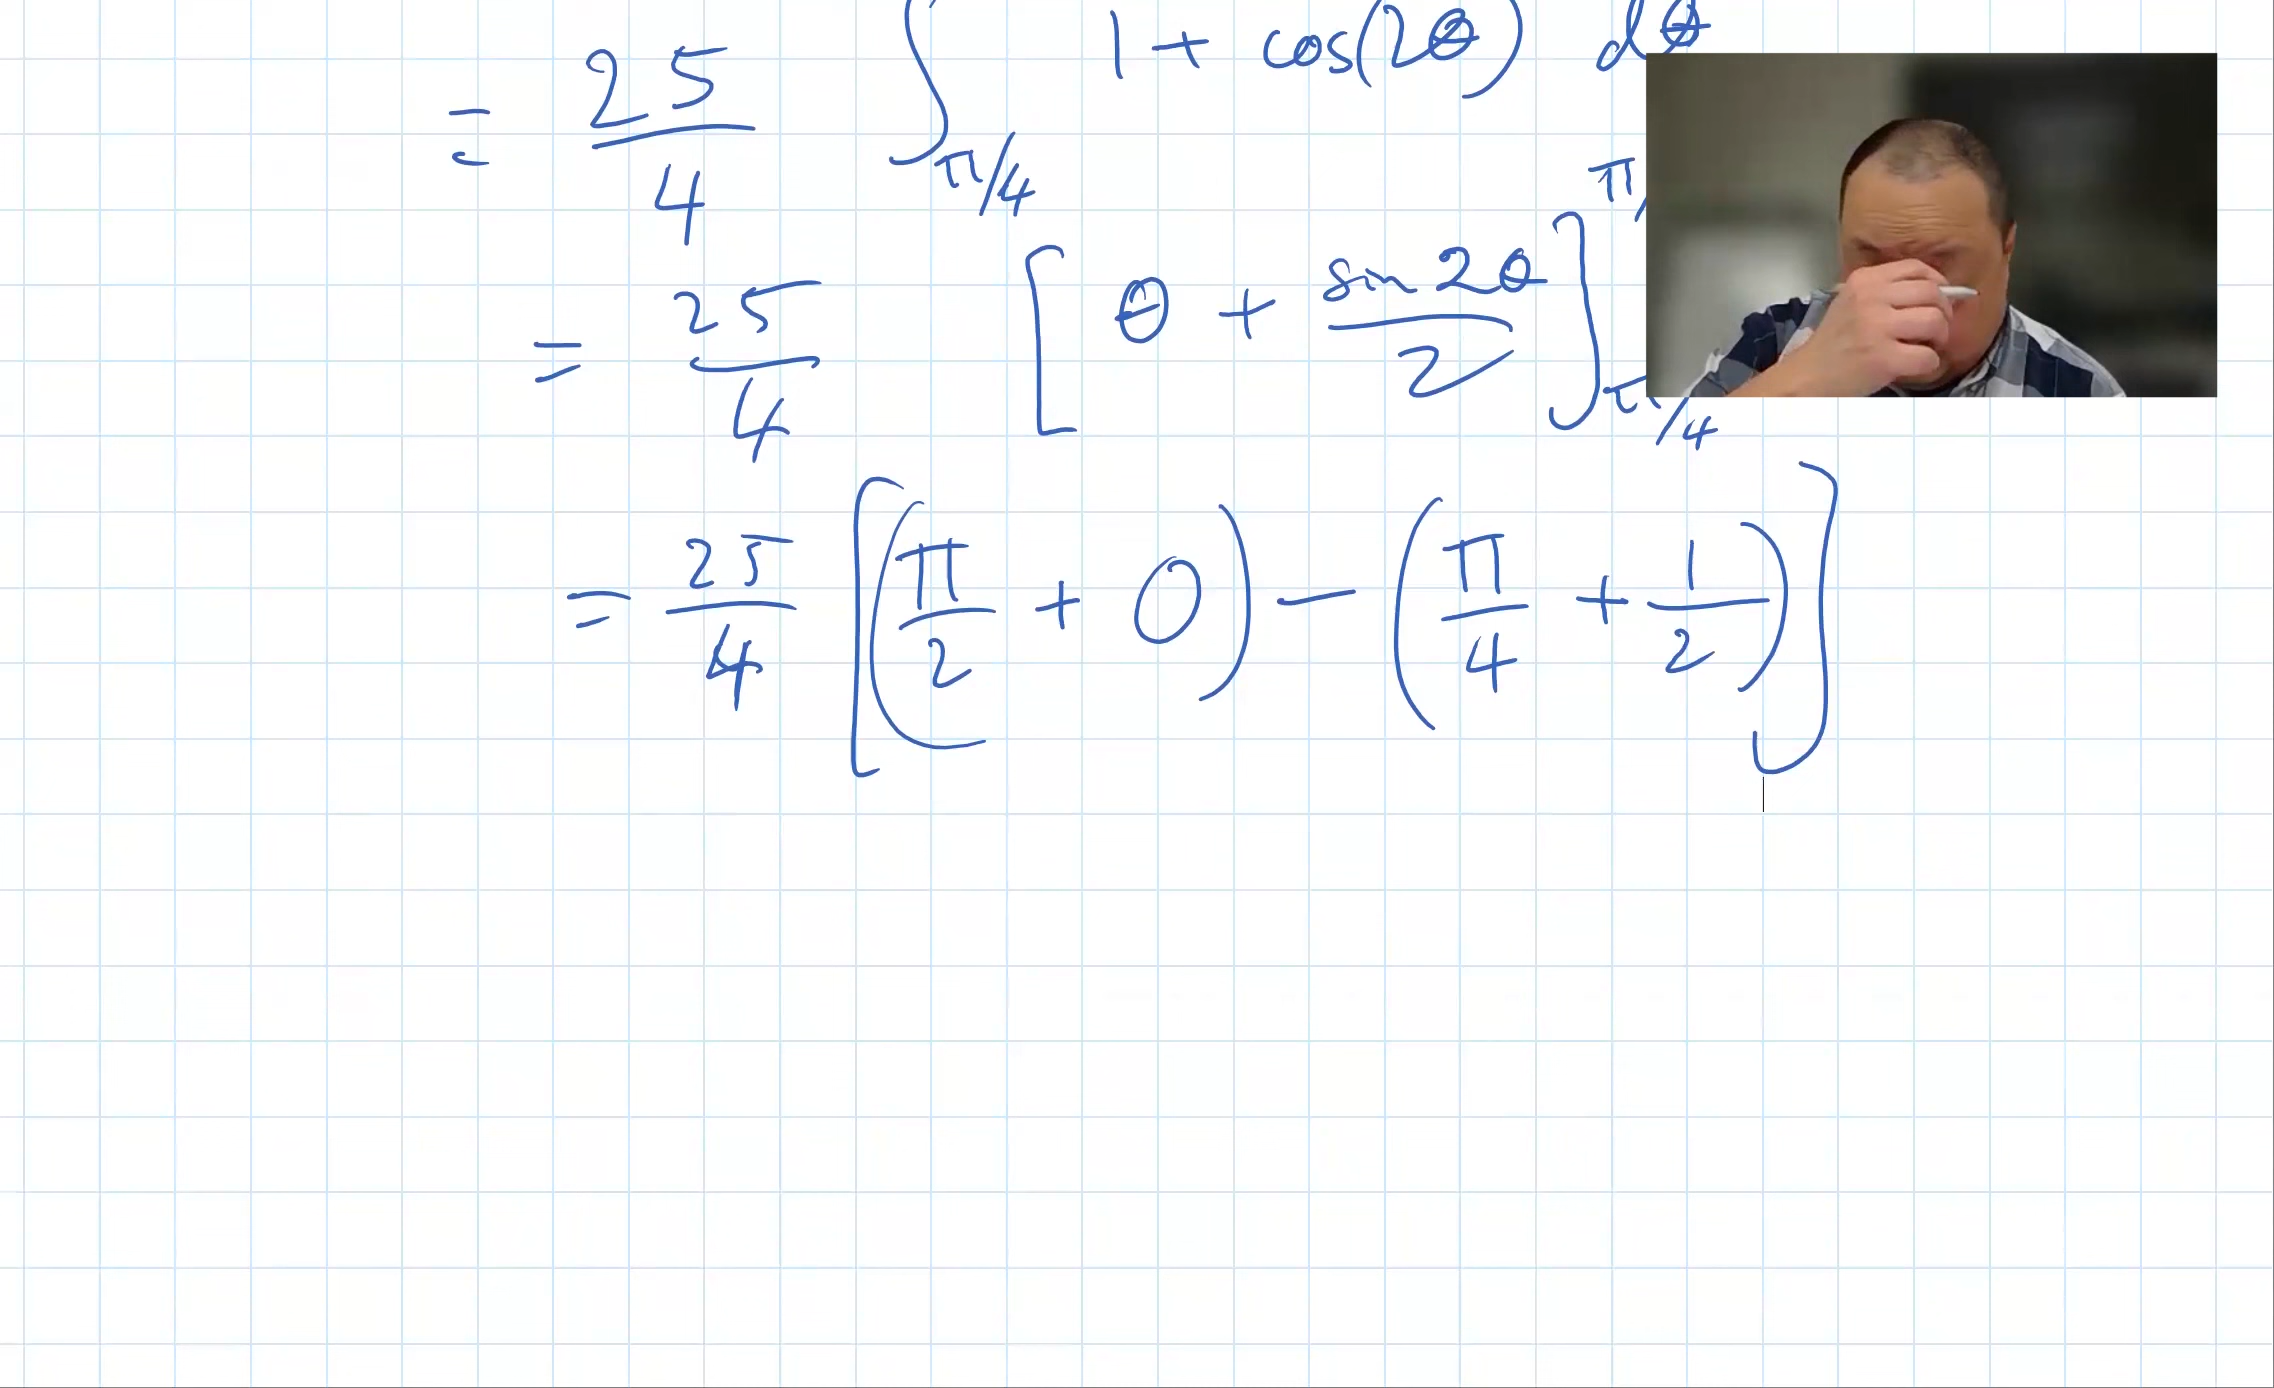 = 25/4 ∫_{π/4} 1 + cos(2θ) dθ
= 25/4 [θ + sin 2θ/2]_{π/4}^{π/
= 25/4 [(π/2 + 0) − (π/4 + 1/2)]